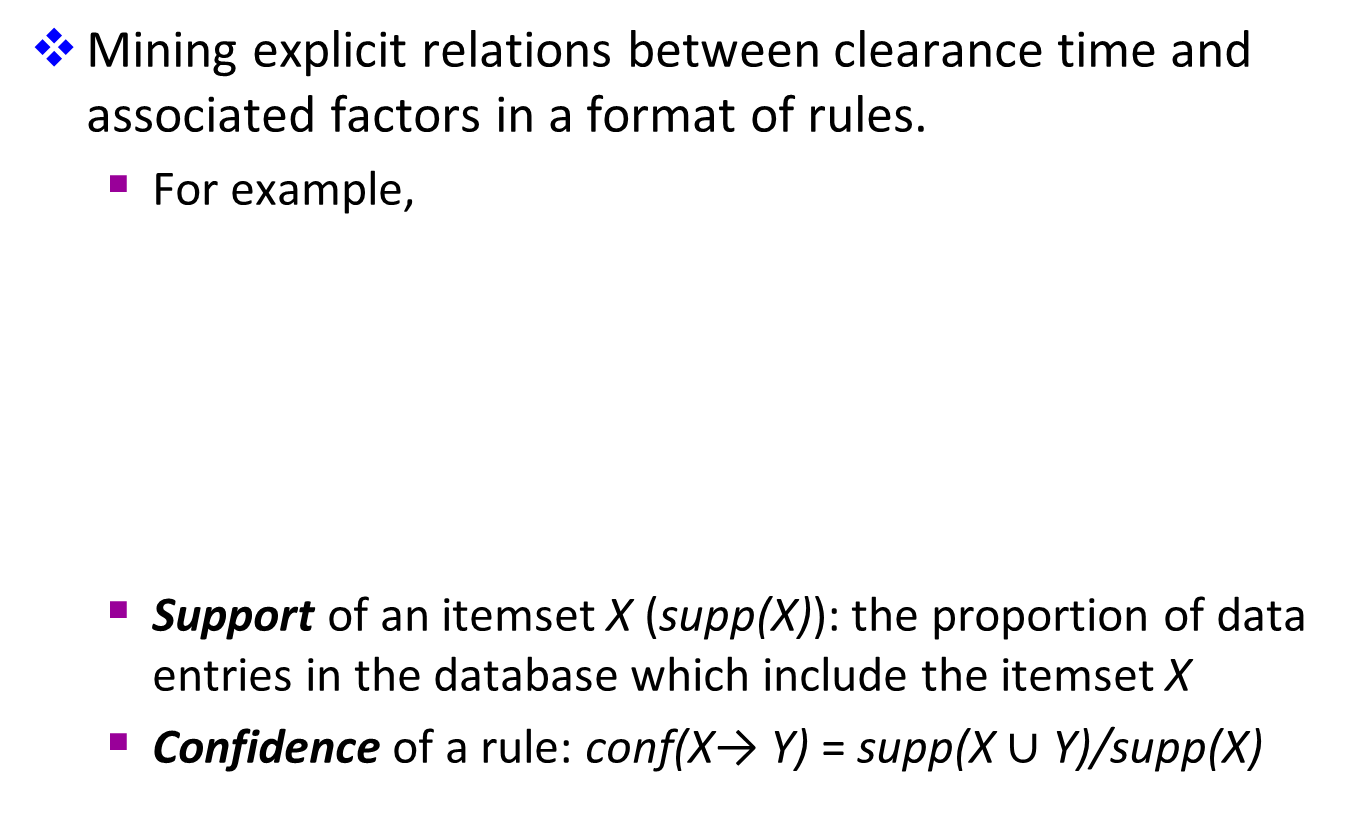 ❖ Mining explicit relations between clearance time and
associated factors in a format of rules.
▪ For example,
▪ Support of an itemset X (supp(X)): the proportion of data
entries in the database which include the itemset X
▪ Confidence of a rule: conf(X→ Y) = supp(X ∪ Y)/supp(X)